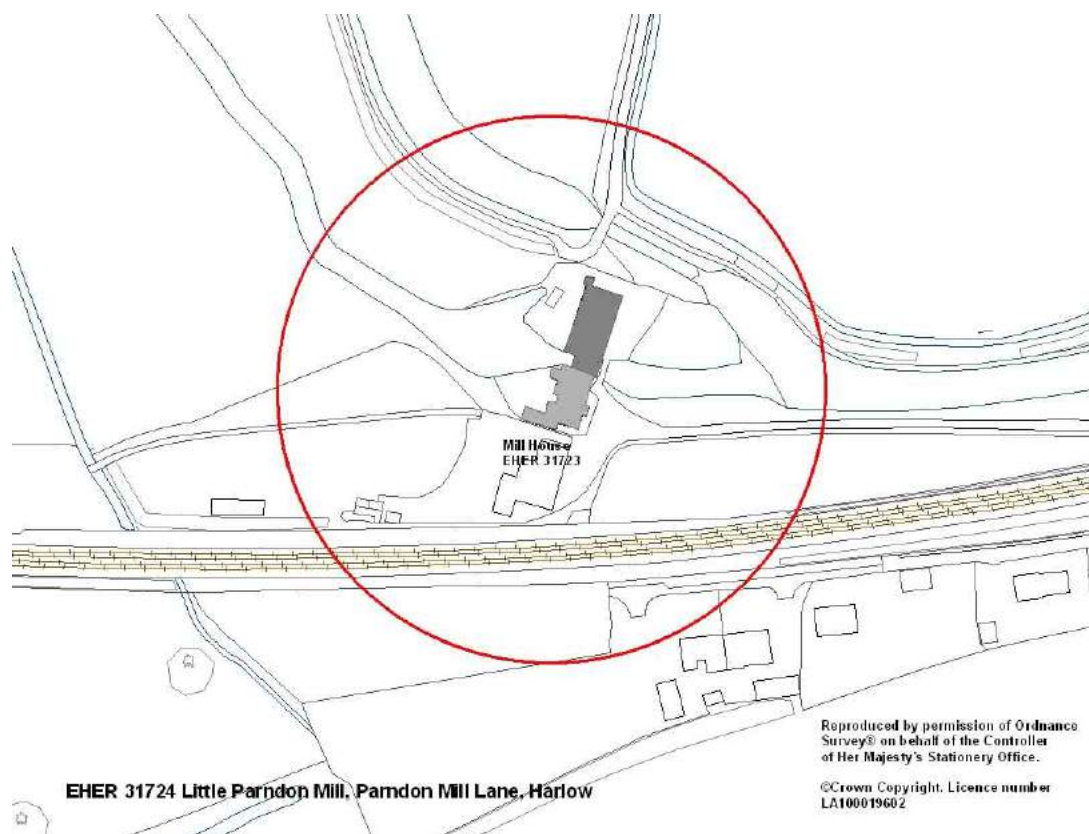 Mill House
EHER 31723
Reproduced by permission of Ordnance
Survey® on behalf of the Controller
of Her Majesty's Stationery Office.
EHER 31724 Little Parndon Mill, Parndon Mill Lane, Harlow
©Crown Copyright. Licence number
LA100019602